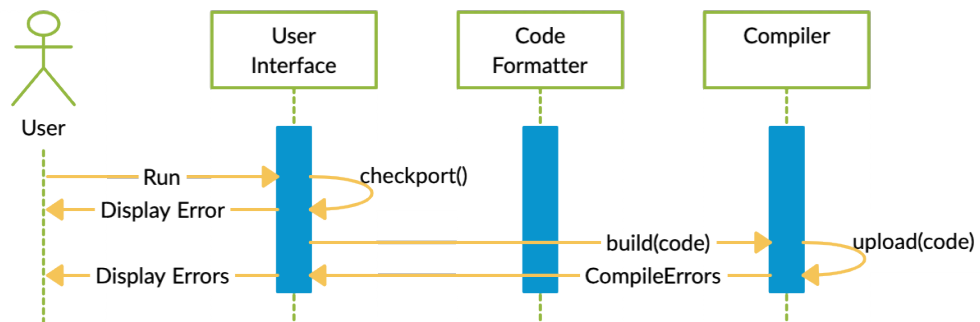 User
Interface
Code
Formatter
Compiler
User
Run
checkport()
Display Error
build(code)
upload(code)
Display Errors
CompileErrors